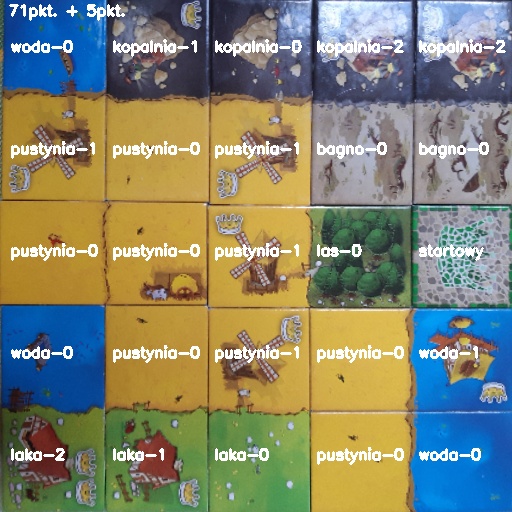 71pkt. + 5pkt.
woda-0 kopalnia-1 kopalnia-0 kopalnia-2 kopalnia-2
pustynia-1 pustynia-0 pustynia-1 bagno-0 bagno-0
pustynia-0 pustynia-0 pustynia-1 las-0 startowy
woda-0 pustynia-0 pustynia-1 pustynia-0 woda-1
laka-2 laka-1 laka-0 pustynia-0 woda-0